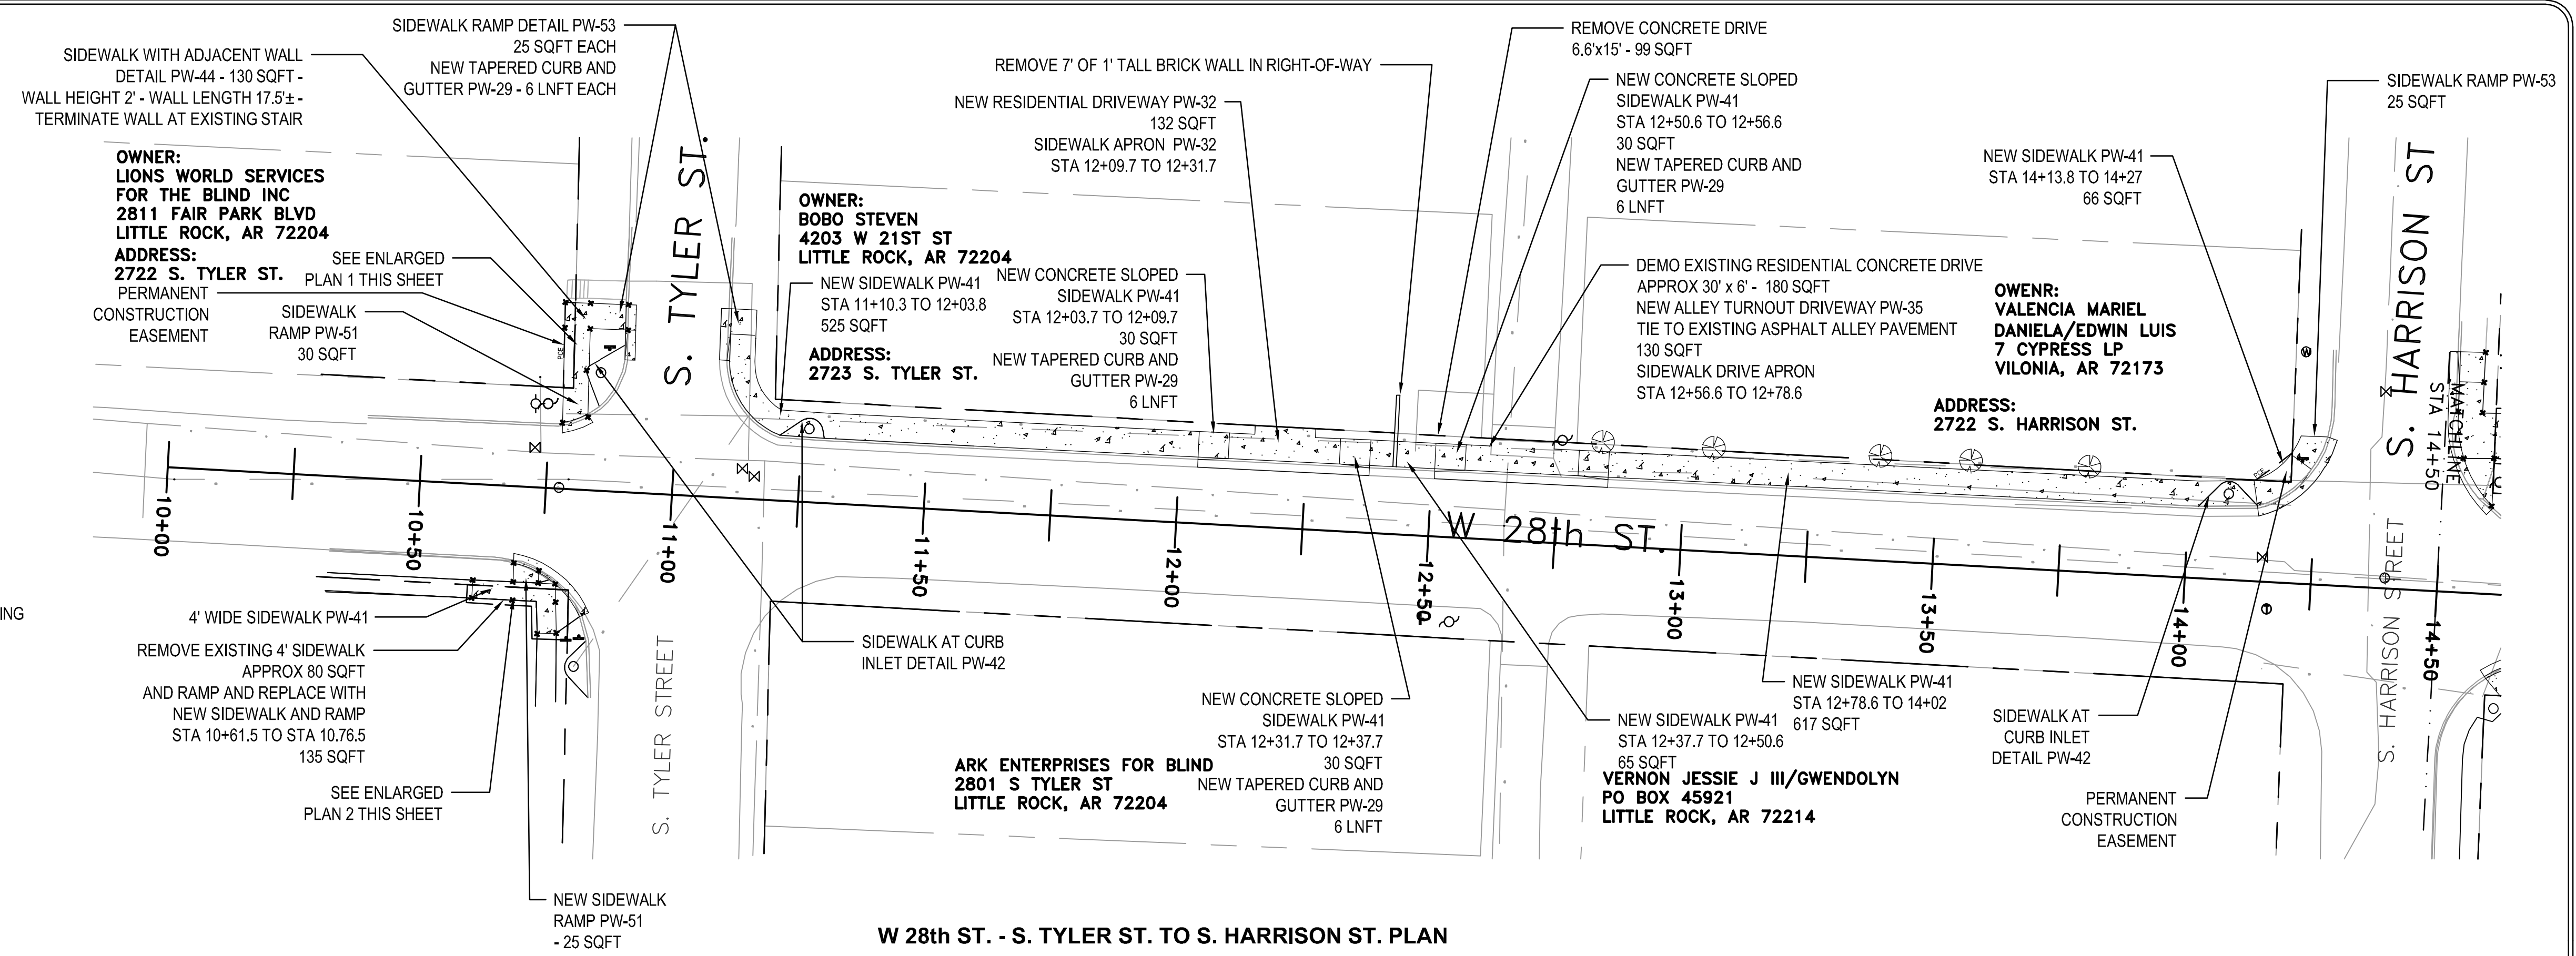 SIDEWALK RAMP DETAIL PW-53
25 SQFT EACH
NEW TAPERED CURB AND
GUTTER PW-29 - 6 LNFT EACH
SIDEWALK WITH ADJACENT WALL
DETAIL PW-44 - 130 SQFT -
WALL HEIGHT 2' - WALL LENGTH 17.5'± -
TERMINATE WALL AT EXISTING STAIR
OWNER:
LIONS WORLD SERVICES
FOR THE BLIND INC
2811 FAIR PARK BLVD
LITTLE ROCK, AR 72204
ADDRESS:
2722 S. TYLER ST.
SEE ENLARGED
PLAN 1 THIS SHEET
PERMANENT
CONSTRUCTION
EASEMENT
SIDEWALK
RAMP PW-51
30 SQFT
PCE
S. TYLER ST.
OWNER:
BOBO STEVEN
4203 W 21ST ST
LITTLE ROCK, AR 72204
NEW SIDEWALK PW-41
STA 11+10.3 TO 12+03.8
525 SQFT
ADDRESS:
2723 S. TYLER ST.
NEW CONCRETE SLOPED
SIDEWALK PW-41
STA 12+03.7 TO 12+09.7
30 SQFT
NEW TAPERED CURB AND
GUTTER PW-29
6 LNFT
REMOVE 7' OF 1' TALL BRICK WALL IN RIGHT-OF-WAY
NEW RESIDENTIAL DRIVEWAY PW-32
132 SQFT
SIDEWALK APRON PW-32
STA 12+09.7 TO 12+31.7
REMOVE CONCRETE DRIVE
6.6'x15' - 99 SQFT
NEW CONCRETE SLOPED
SIDEWALK PW-41
STA 12+50.6 TO 12+56.6
30 SQFT
NEW TAPERED CURB AND
GUTTER PW-29
6 LNFT
DEMO EXISTING RESIDENTIAL CONCRETE DRIVE
APPROX 30' x 6' - 180 SQFT
NEW ALLEY TURNOUT DRIVEWAY PW-35
TIE TO EXISTING ASPHALT ALLEY PAVEMENT
130 SQFT
SIDEWALK DRIVE APRON
STA 12+56.6 TO 12+78.6
OWENR:
VALENCIA MARIEL
DANIELA/EDWIN LUIS
7 CYPRESS LP
VILONIA, AR 72173
ADDRESS:
2722 S. HARRISON ST.
NEW SIDEWALK PW-41
STA 14+13.8 TO 14+27
66 SQFT
SIDEWALK RAMP PW-53
25 SQFT
S. HARRISON ST
S. HARRISON ST
MATCHLINE
STA 14+50
PCE
W
10+00
10+50
11+00
11+50
12+00
12+50
13+00
13+50
14+00
14+50
W 28th ST.
ING
4' WIDE SIDEWALK PW-41
REMOVE EXISTING 4' SIDEWALK
APPROX 80 SQFT
AND RAMP AND REPLACE WITH
NEW SIDEWALK AND RAMP
STA 10+61.5 TO STA 10.76.5
135 SQFT
SEE ENLARGED
PLAN 2 THIS SHEET
NEW SIDEWALK
RAMP PW-51
- 25 SQFT
S. TYLER STREET
SIDEWALK AT CURB
INLET DETAIL PW-42
ARK ENTERPRISES FOR BLIND
2801 S TYLER ST
LITTLE ROCK, AR 72204
NEW CONCRETE SLOPED
SIDEWALK PW-41
STA 12+31.7 TO 12+37.7
30 SQFT
NEW TAPERED CURB AND
GUTTER PW-29
6 LNFT
NEW SIDEWALK PW-41
STA 12+37.7 TO 12+50.6
65 SQFT
VERNON JESSIE J III/GWENDOLYN
PO BOX 45921
LITTLE ROCK, AR 72214
NEW SIDEWALK PW-41
STA 12+78.6 TO 14+02
617 SQFT
SIDEWALK AT
CURB INLET
DETAIL PW-42
PERMANENT
CONSTRUCTION
EASEMENT
S. HARRISON STREET
W 28th ST. - S. TYLER ST. TO S. HARRISON ST. PLAN